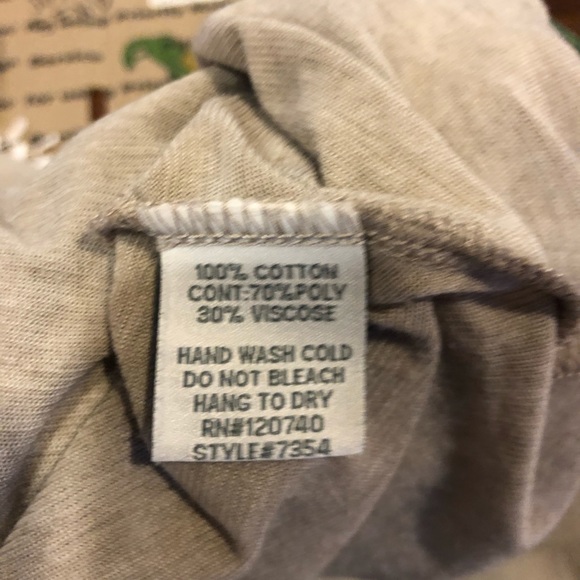 100% COTTON
CONT:70%POLY
30% VISCOSE
HAND WASH COLD
DO NOT BLEACH
HANG TO DRY
RN#120740
STYLE#7354